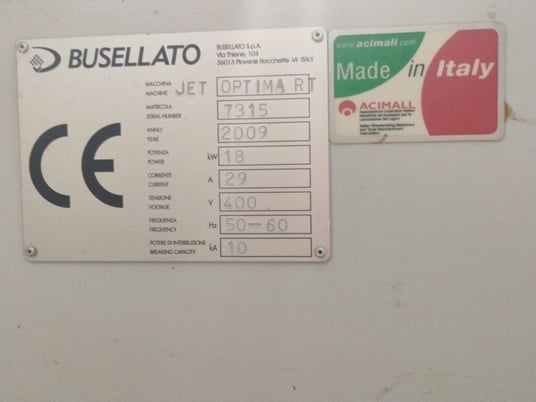 BUSELLATO
BUSELLATO S.p.A.
Via Thiene, 104
36013 Piovene Rocchette -VI- ITALY
MACCHINA
MACHINE JET OPTIMA RT
MATRICOLA
SERIAL NUMBER 7315
ANNO
YEAR 2009
POTENZA
POWER kW 18
CORRENTE
CURRENT A 29
TENSIONE
VOLTAGE V 400
FREQUENZA
FREQUENCY Hz 50-60
POTERE DI INTERRUZIONE
BREAKING CAPACITY kA 10
CE
www.acimall.com
Made in Italy
ACIMALL